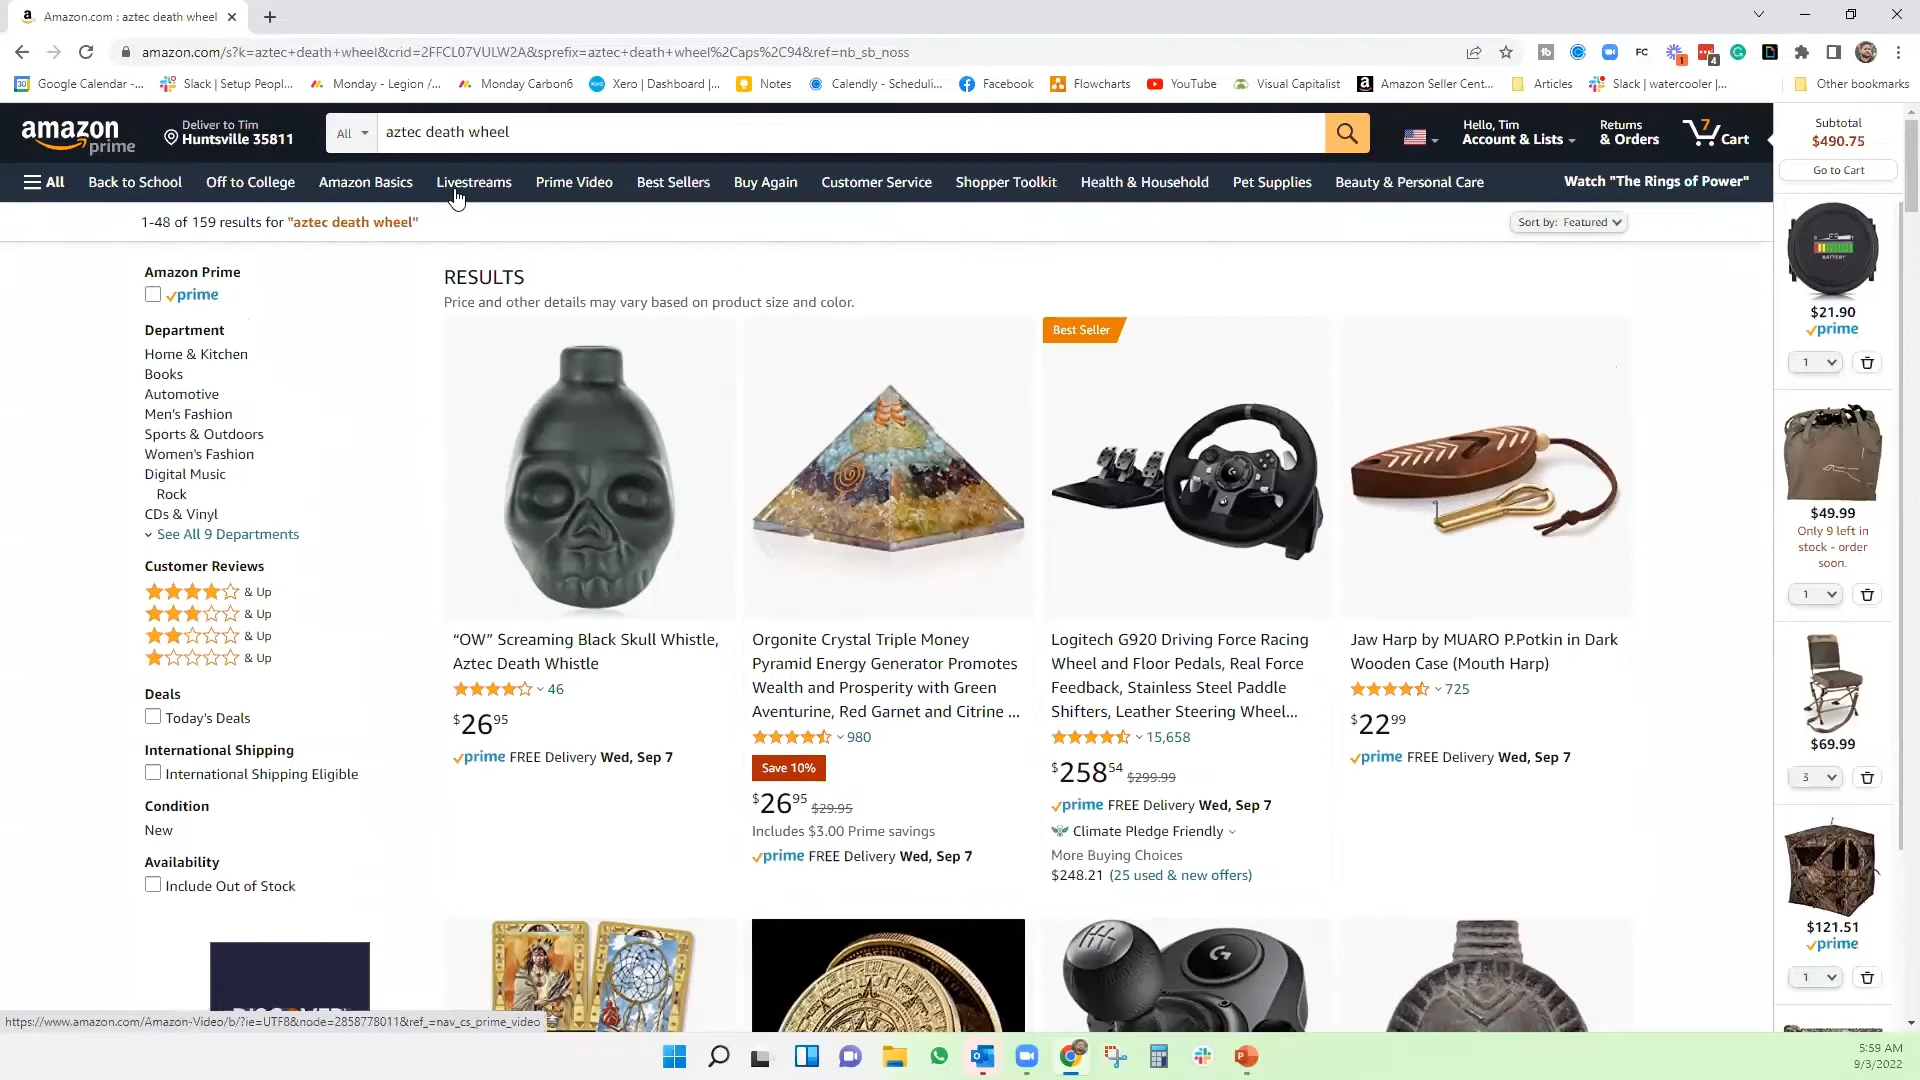 Amazon.com : aztec death wheel
amazon.com/s?k=aztec+death+wheel&crid=2FFCL07VULW2A&sprefix=aztec+death+wheel%2Caps%2C94&ref=nb_sb_noss
FC
1
4
Google Calendar -...
Slack | Setup Peopl...
Monday - Legion /...
Monday Carbon6
Xero | Dashboard |...
Notes
Calendly - Scheduli...
Facebook
Flowcharts
YouTube
Visual Capitalist
Amazon Seller Cent...
Articles
Slack | watercooler |...
Other bookmarks
amazon prime
Deliver to Tim
Huntsville 35811
All
aztec death wheel
Hello, Tim
Account & Lists
Returns
& Orders
7
Cart
Subtotal
$490.75
Go to Cart
All
Back to School
Off to College
Amazon Basics
Livestreams
Prime Video
Best Sellers
Buy Again
Customer Service
Shopper Toolkit
Health & Household
Pet Supplies
Beauty & Personal Care
Watch "The Rings of Power"
1-48 of 159 results for "aztec death wheel"
Sort by: Featured
Amazon Prime
prime
Department
Home & Kitchen
Books
Automotive
Men's Fashion
Sports & Outdoors
Women's Fashion
Digital Music
Rock
CDs & Vinyl
See All 9 Departments
Customer Reviews
& Up
& Up
& Up
& Up
Deals
Today's Deals
International Shipping
International Shipping Eligible
Condition
New
Availability
Include Out of Stock
RESULTS
Price and other details may vary based on product size and color.
“OW” Screaming Black Skull Whistle,
Aztec Death Whistle
46
$26 95
prime FREE Delivery Wed, Sep 7
Orgonite Crystal Triple Money
Pyramid Energy Generator Promotes
Wealth and Prosperity with Green
Aventurine, Red Garnet and Citrine ...
980
Save 10%
$26 95 $29.95
Includes $3.00 Prime savings
prime FREE Delivery Wed, Sep 7
Best Seller
Logitech G920 Driving Force Racing
Wheel and Floor Pedals, Real Force
Feedback, Stainless Steel Paddle
Shifters, Leather Steering Wheel...
15,658
$258 54 $299.99
prime FREE Delivery Wed, Sep 7
Climate Pledge Friendly
More Buying Choices
$248.21 (25 used & new offers)
Jaw Harp by MUARO P.Potkin in Dark
Wooden Case (Mouth Harp)
725
$22 99
prime FREE Delivery Wed, Sep 7
BATTERY
$21.90
prime
1
$49.99
Only 9 left in
stock - order
soon.
1
$69.99
3
$121.51
prime
1
https://www.amazon.com/Amazon-Video/b/?ie=UTF8&node=2858778011&ref_=nav_cs_prime_video
5:59 AM
9/3/2022